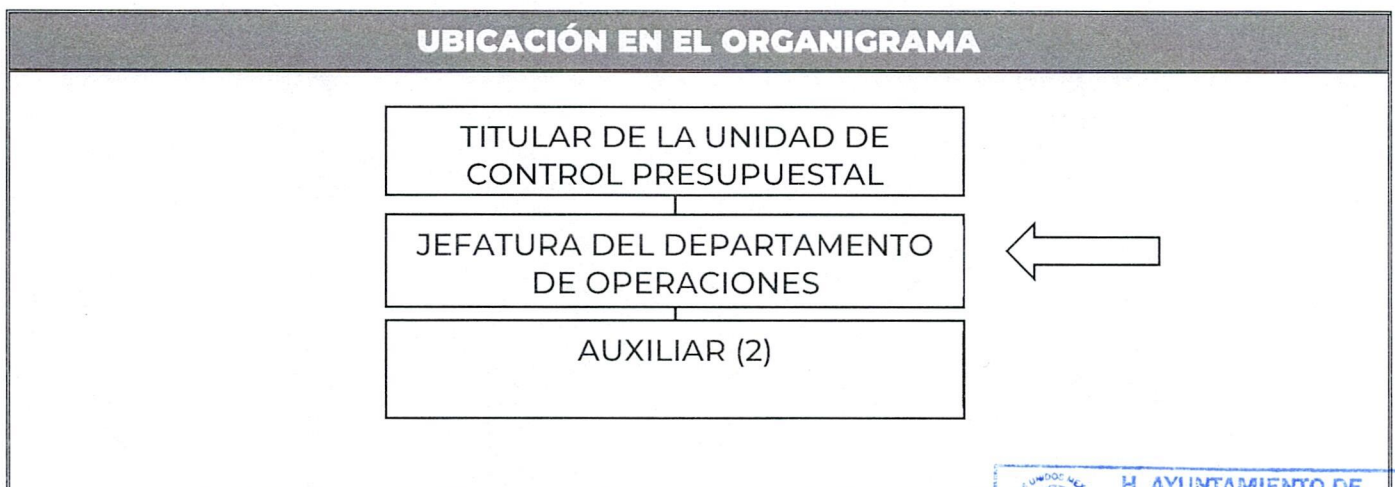 UBICACIÓN EN EL ORGANIGRAMA
TITULAR DE LA UNIDAD DE
CONTROL PRESUPUESTAL
JEFATURA DEL DEPARTAMENTO
DE OPERACIONES
AUXILIAR (2)
H. AYUNTAMIENTO DE